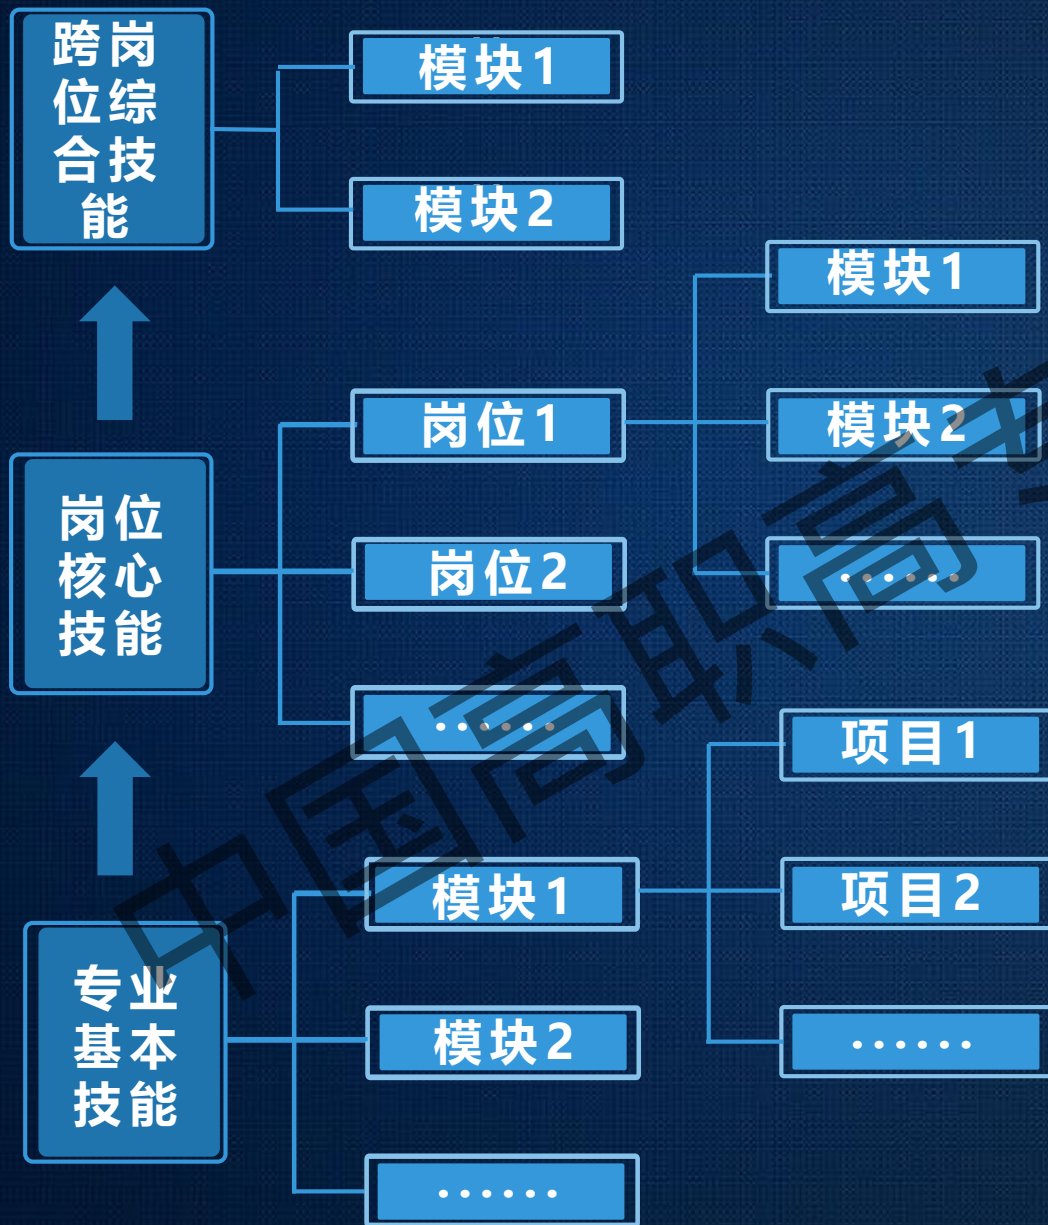 跨岗
位综
合技
能
模块1
模块2
岗位
核心
技能
岗位1
岗位2
······
模块1
模块2
······
专业
基本
技能
模块1
模块2
······
项目1
项目2
······
中国高职高专